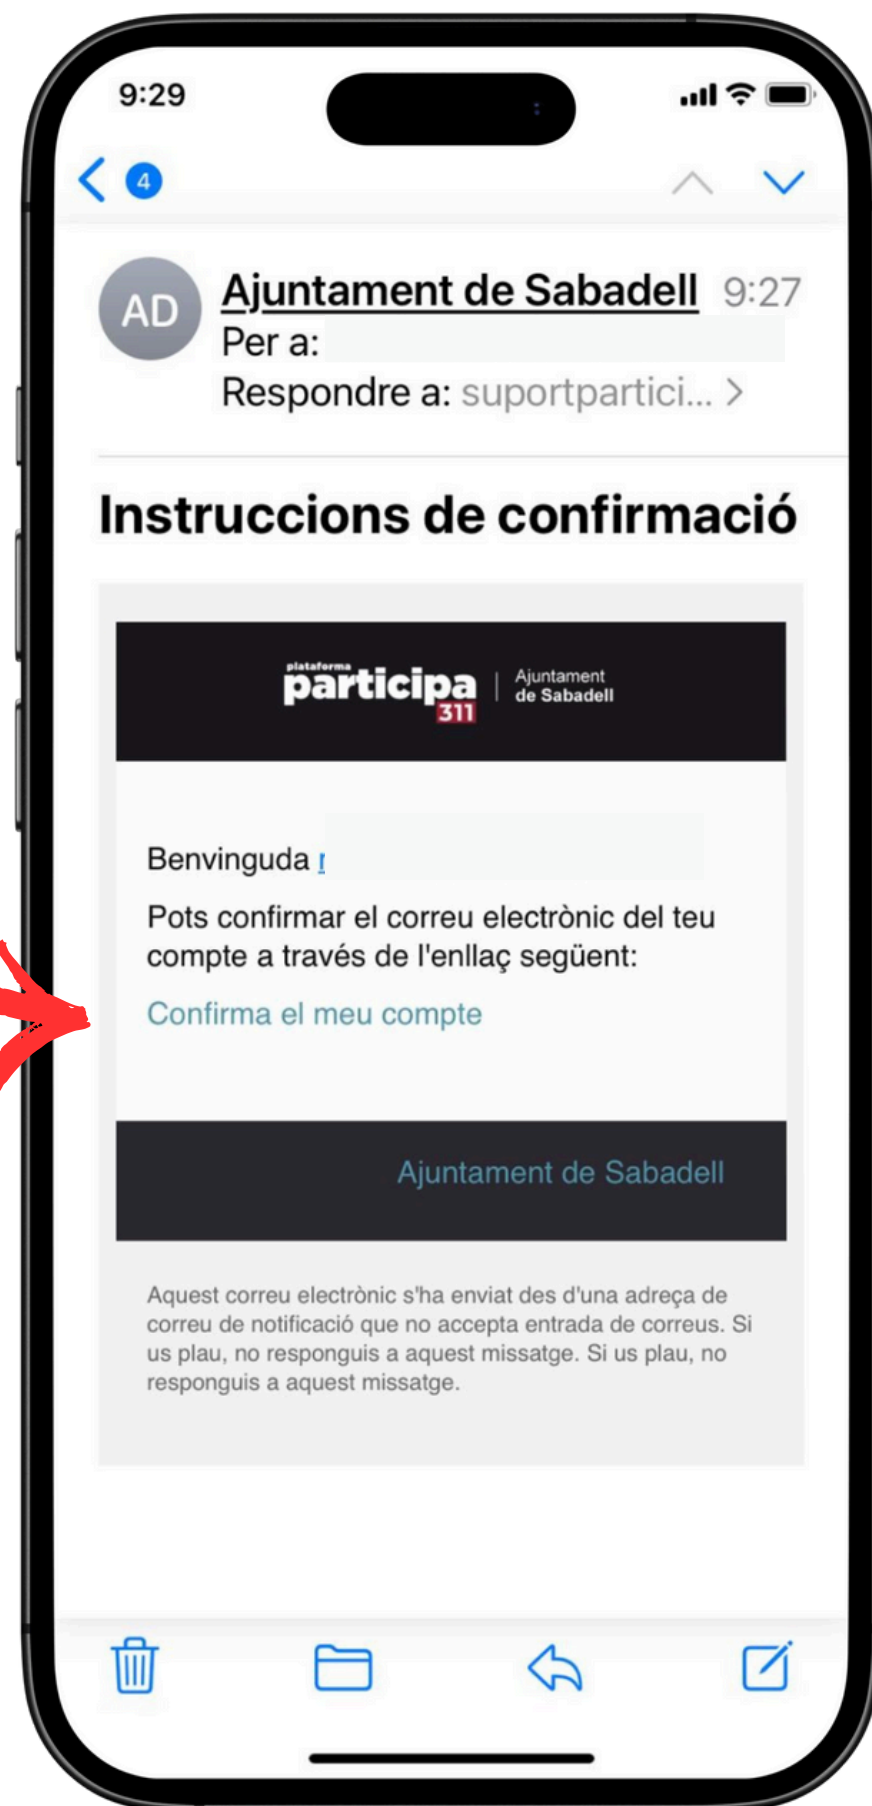 9:29
4
AD
Ajuntament de Sabadell 9:27
Per a:
Respondre a: suportpartici... >
Instruccions de confirmació
plataforma
participa
311
Ajuntament
de Sabadell
Benvinguda
Pots confirmar el correu electrònic del teu
compte a través de l'enllaç següent:
Confirma el meu compte
Ajuntament de Sabadell
Aquest correu electrònic s'ha enviat des d'una adreça de
correu de notificació que no accepta entrada de correus. Si
us plau, no responguis a aquest missatge. Si us plau, no
responguis a aquest missatge.